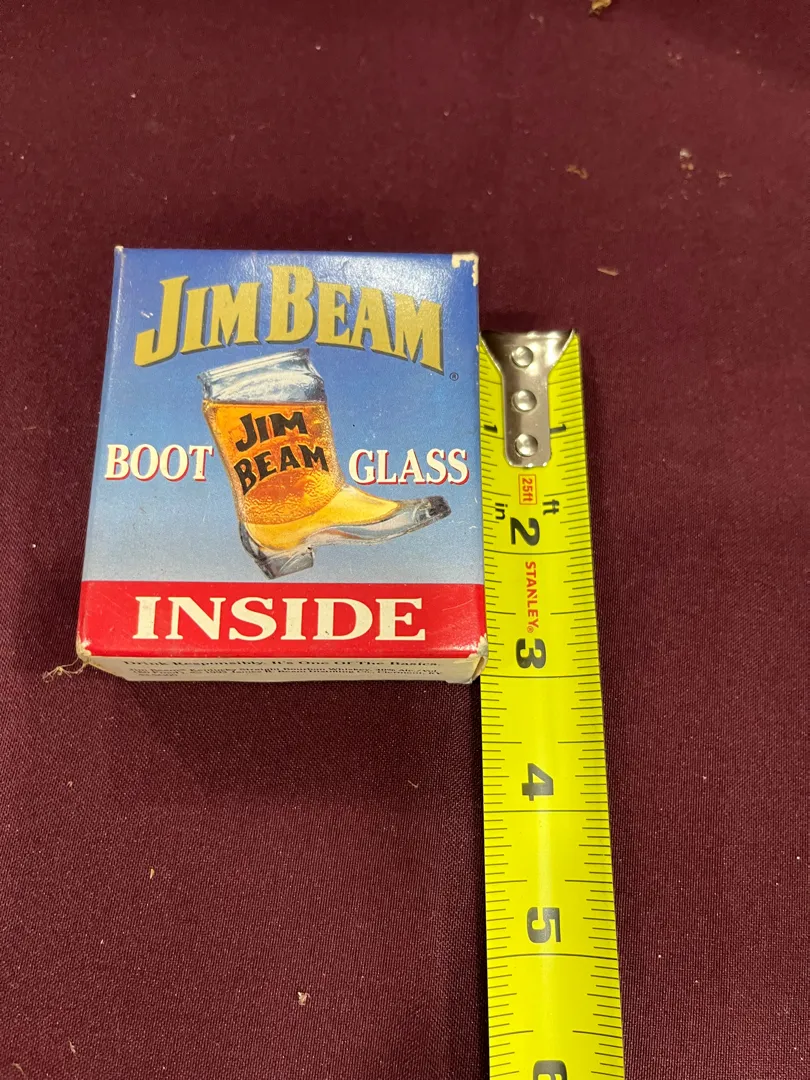 JIM BEAM
®
JIM
BEAM
BOOT GLASS
INSIDE
Drink Responsibly. It's One Of The Basics.
1 1
25ft
in ft
2
STANLEY®
3
4
5
6